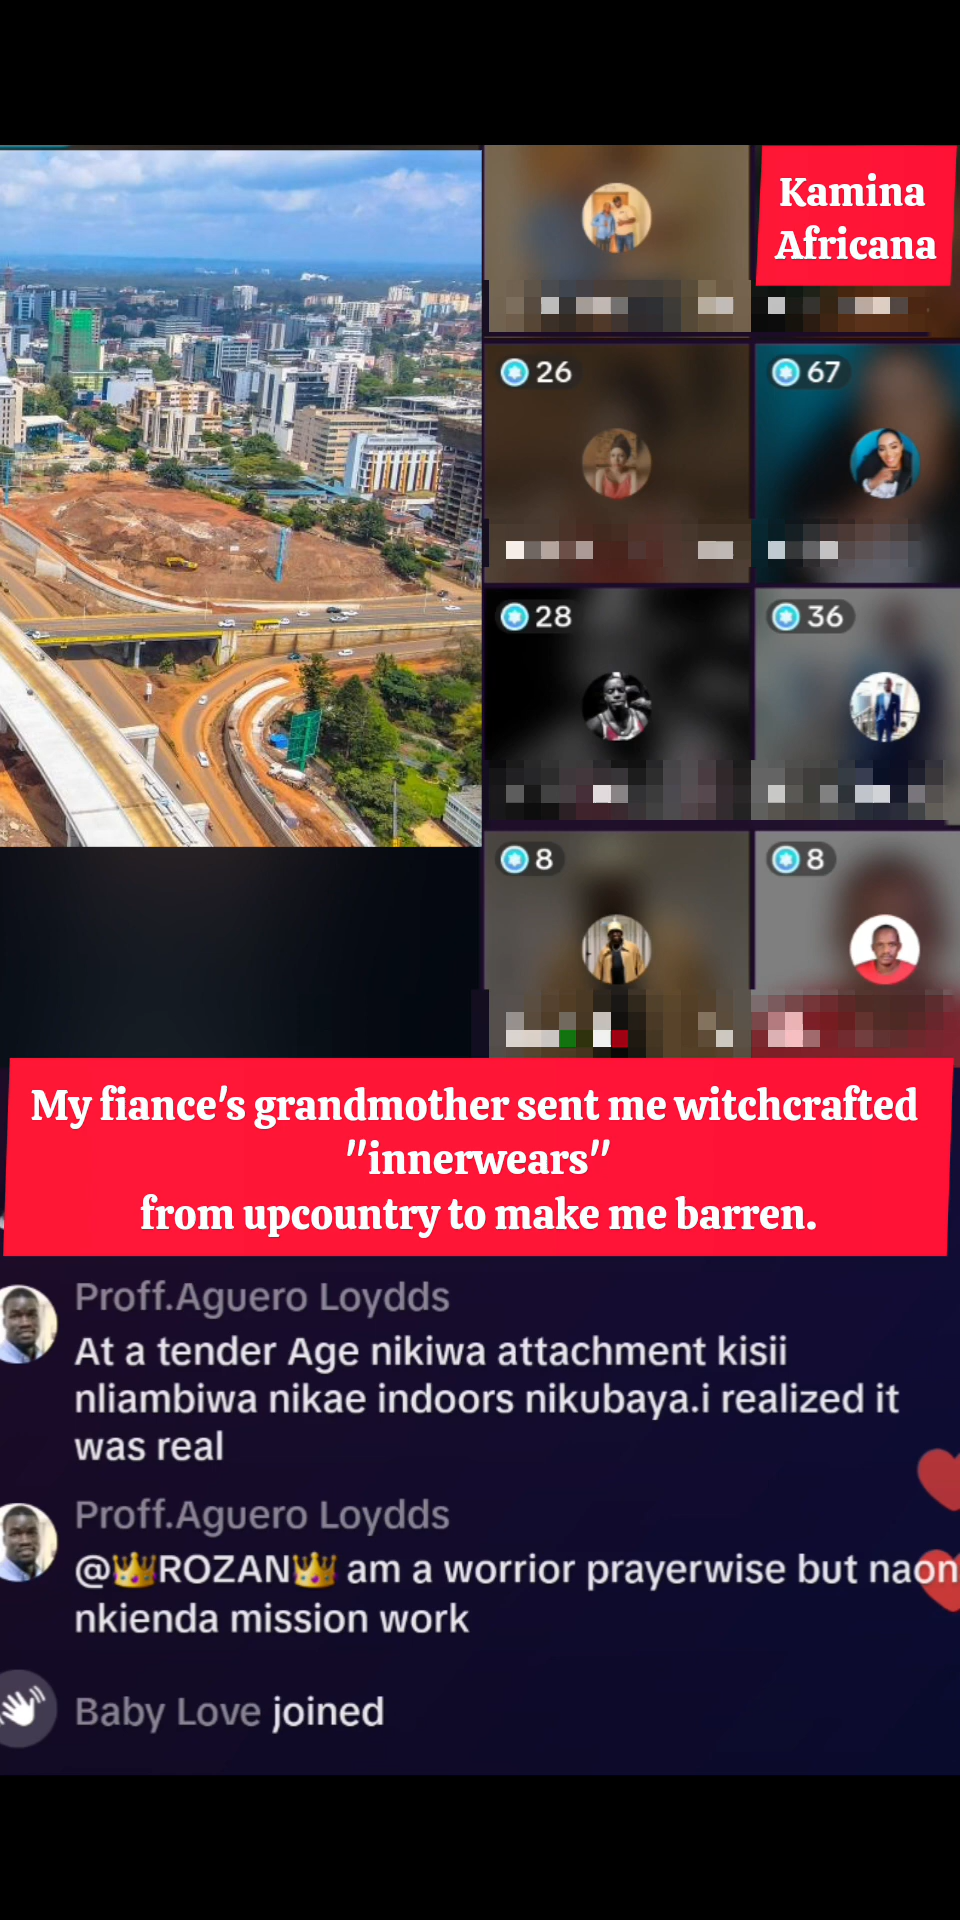 Kamina
Africana
26
67
28
36
8
8
My fiance's grandmother sent me witchcrafted
"innerwears"
from upcountry to make me barren.
Proff.Aguero Loydds
At a tender Age nikiwa attachment kisii
nliambiwa nikae indoors nikubaya.i realized it
was real
Proff.Aguero Loydds
@👑ROZAN👑 am a worrior prayerwise but naon
nkienda mission work
Baby Love joined